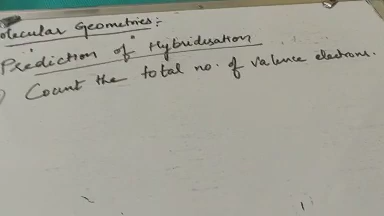 olecular Geometries:-
Prediction of "Hybridisation
Count the total no. of valence electrons.